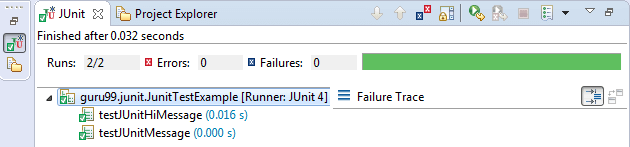 JUnit Project Explorer
Finished after 0.032 seconds
Runs: 2/2 Errors: 0 Failures: 0
guru99.junit.JunitTestExample [Runner: JUnit 4] Failure Trace
testJUnitHiMessage (0.016 s)
testJUnitMessage (0.000 s)